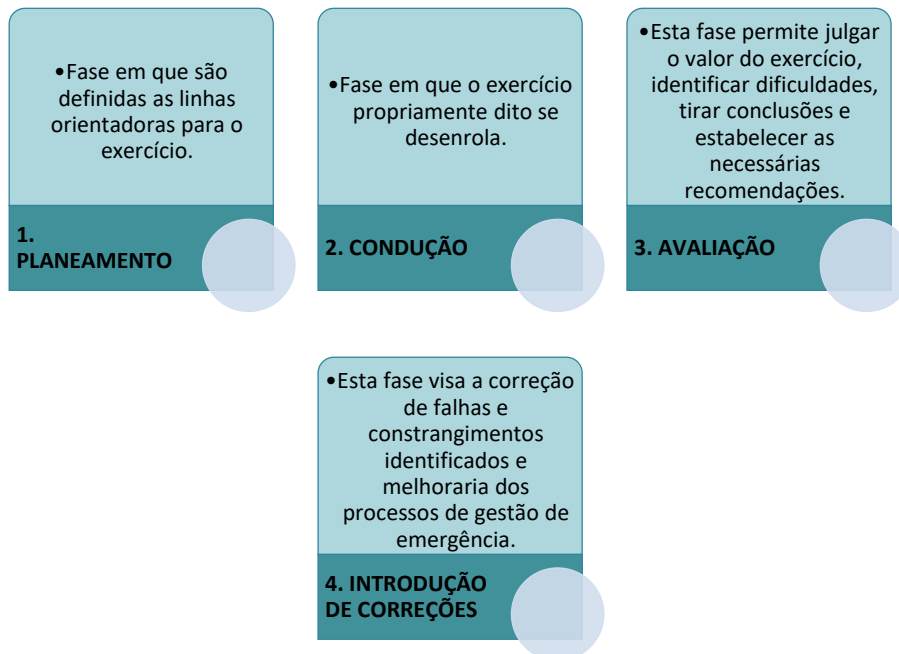 •Fase em que são
definidas as linhas
orientadoras para o
exercício.
1.
PLANEAMENTO
•Fase em que o exercício
propriamente dito se
desenrola.
2. CONDUÇÃO
•Esta fase permite julgar
o valor do exercício,
identificar dificuldades,
tirar conclusões e
estabelecer as
necessárias
recomendações.
3. AVALIAÇÃO
•Esta fase visa a correção
de falhas e
constrangimentos
identificados e
melhoraria dos
processos de gestão de
emergência.
4. INTRODUÇÃO
DE CORREÇÕES